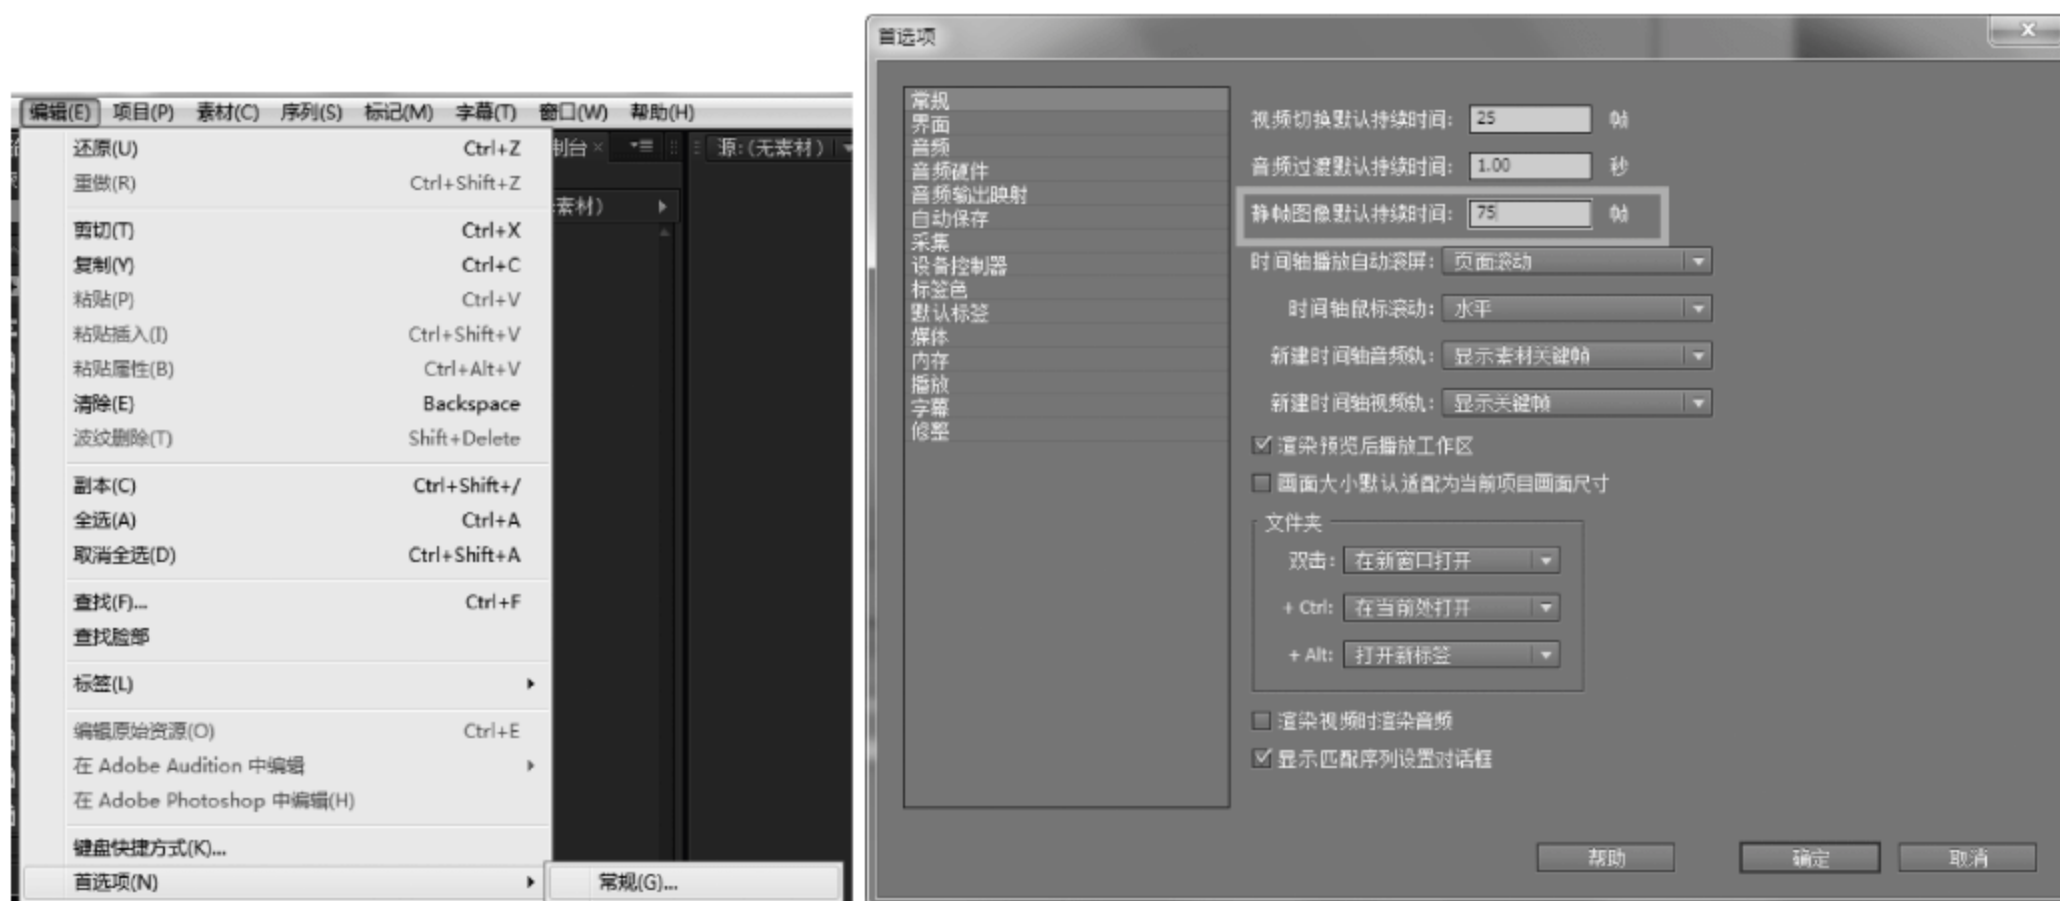 编辑(E) 项目(P) 素材(C) 序列(S) 标记(M) 字幕(T) 窗口(W) 帮助(H)
还原(U) Ctrl+Z
重做(R) Ctrl+Shift+Z
剪切(T) Ctrl+X
复制(Y) Ctrl+C
粘贴(P) Ctrl+V
粘贴插入(I) Ctrl+Shift+V
粘贴属性(B) Ctrl+Alt+V
清除(E) Backspace
波纹删除(T) Shift+Delete
副本(C) Ctrl+Shift+/
全选(A) Ctrl+A
取消全选(D) Ctrl+Shift+A
查找(F)... Ctrl+F
查找脸部
标签(L)
编辑原始资源(O) Ctrl+E
在 Adobe Audition 中编辑
在 Adobe Photoshop 中编辑(H)
键盘快捷方式(K)...
首选项(N)
常规(G)...
制台
源:(无素材)
素材)
首选项
常规
界面
音频
音频硬件
音频输出映射
自动保存
采集
设备控制器
标签色
默认标签
媒体
内存
播放
字幕
修整
视频切换默认持续时间: 25 帧
音频过渡默认持续时间: 1.00 秒
静帧图像默认持续时间: 75 帧
时间轴播放自动滚屏: 页面滚动
时间轴鼠标滚动: 水平
新建时间轴音频轨: 显示素材关键帧
新建时间轴视频轨: 显示关键帧
渲染预览后播放工作区
画面大小默认适配为当前项目画面尺寸
文件夹
双击: 在新窗口打开
+ Ctrl: 在当前处打开
+ Alt: 打开新标签
渲染视频时渲染音频
显示匹配序列设置对话框
帮助 确定 取消